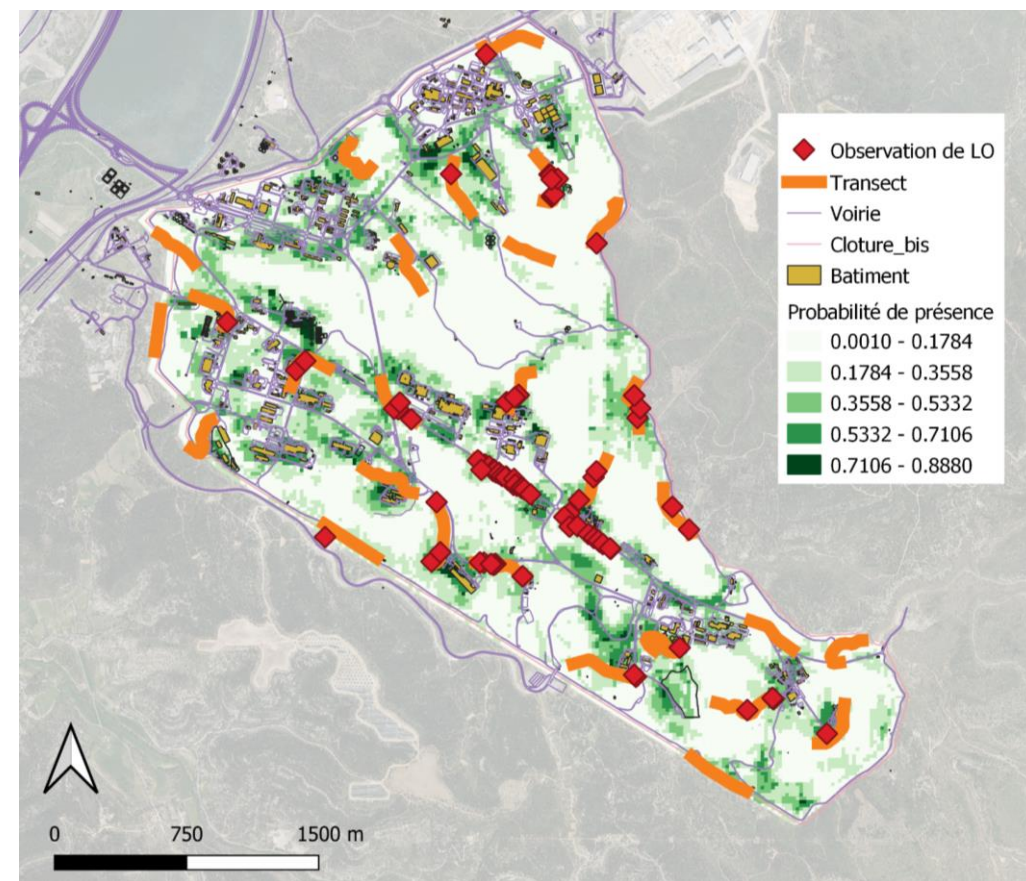 Observation de LO
Transect
Voirie
Cloture_bis
Batiment
Probabilité de présence
0.0010 - 0.1784
0.1784 - 0.3558
0.3558 - 0.5332
0.5332 - 0.7106
0.7106 - 0.8880
0 750 1500 m